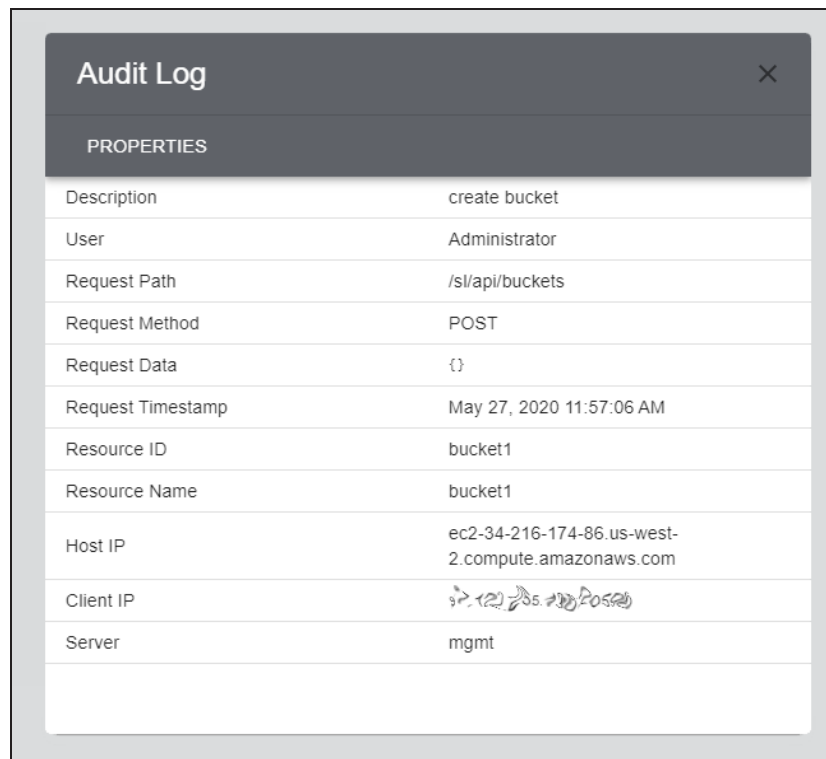 Audit Log
PROPERTIES
Description create bucket
User Administrator
Request Path /sl/api/buckets
Request Method POST
Request Data {}
Request Timestamp May 27, 2020 11:57:06 AM
Resource ID bucket1
Resource Name bucket1
Host IP ec2-34-216-174-86.us-west-
2.compute.amazonaws.com
Client IP
Server mgmt